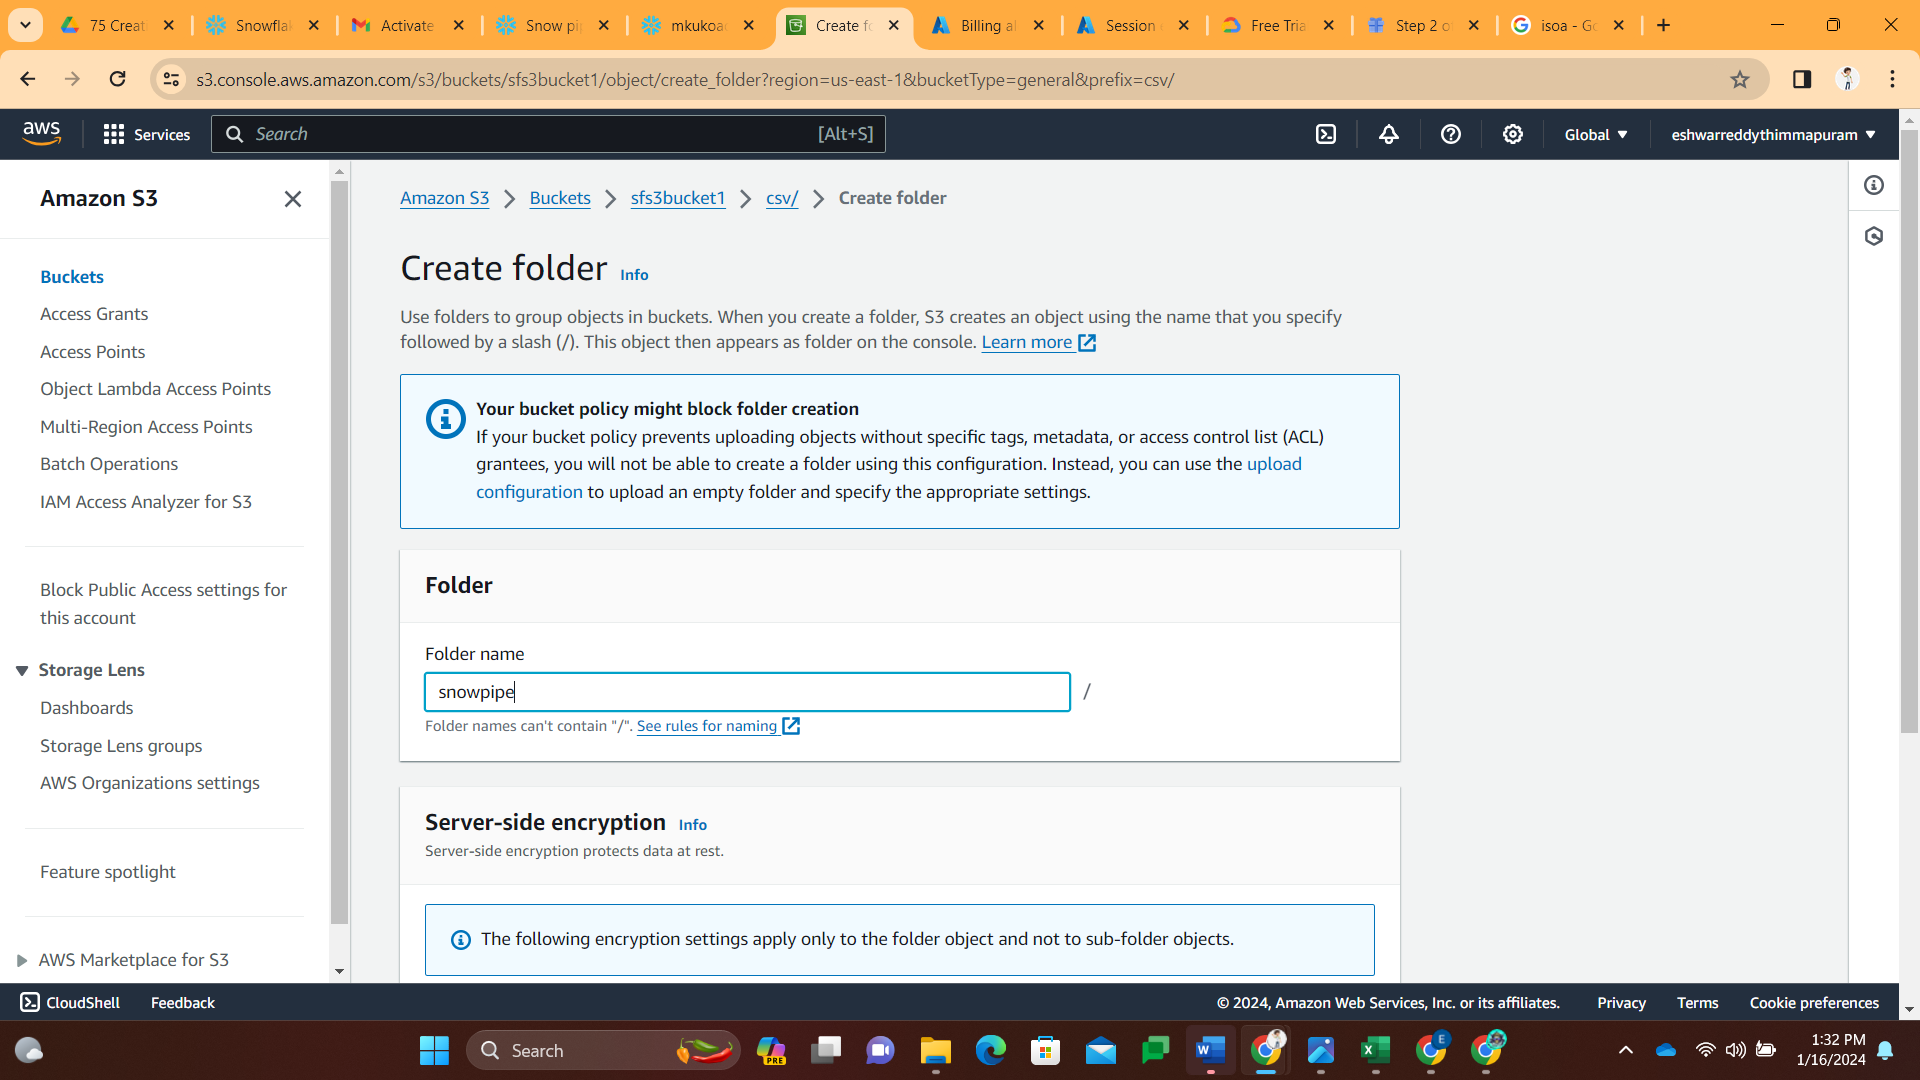 75 Creati
Snowflak
Activate
Snow pip
mkukoac
Create fo
Billing al
Session
Free Tria
Step 2 o
isoa - Go
s3.console.aws.amazon.com/s3/buckets/sfs3bucket1/object/create_folder?region=us-east-1&bucketType=general&prefix=csv/
aws
Services
Search
[Alt+S]
Global
eshwarreddythimmapuram
Amazon S3
Buckets
Access Grants
Access Points
Object Lambda Access Points
Multi-Region Access Points
Batch Operations
IAM Access Analyzer for S3
Block Public Access settings for
this account
Storage Lens
Dashboards
Storage Lens groups
AWS Organizations settings
Feature spotlight
AWS Marketplace for S3
Amazon S3 > Buckets > sfs3bucket1 > csv/ > Create folder
Create folder Info
Use folders to group objects in buckets. When you create a folder, S3 creates an object using the name that you specify
followed by a slash (/). This object then appears as folder on the console. Learn more
Your bucket policy might block folder creation
If your bucket policy prevents uploading objects without specific tags, metadata, or access control list (ACL)
grantees, you will not be able to create a folder using this configuration. Instead, you can use the upload
configuration to upload an empty folder and specify the appropriate settings.
Folder
Folder name
snowpipe /
Folder names can't contain "/". See rules for naming
Server-side encryption Info
Server-side encryption protects data at rest.
The following encryption settings apply only to the folder object and not to sub-folder objects.
CloudShell
Feedback
© 2024, Amazon Web Services, Inc. or its affiliates.
Privacy
Terms
Cookie preferences
Search
PRE
E
1:32 PM
1/16/2024